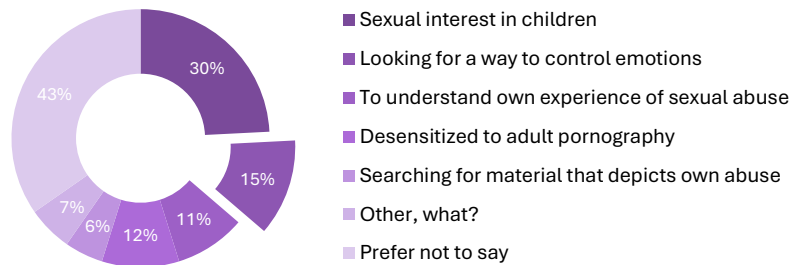 30%
15%
11%
12%
6%
7%
43%
Sexual interest in children
Looking for a way to control emotions
To understand own experience of sexual abuse
Desensitized to adult pornography
Searching for material that depicts own abuse
Other, what?
Prefer not to say